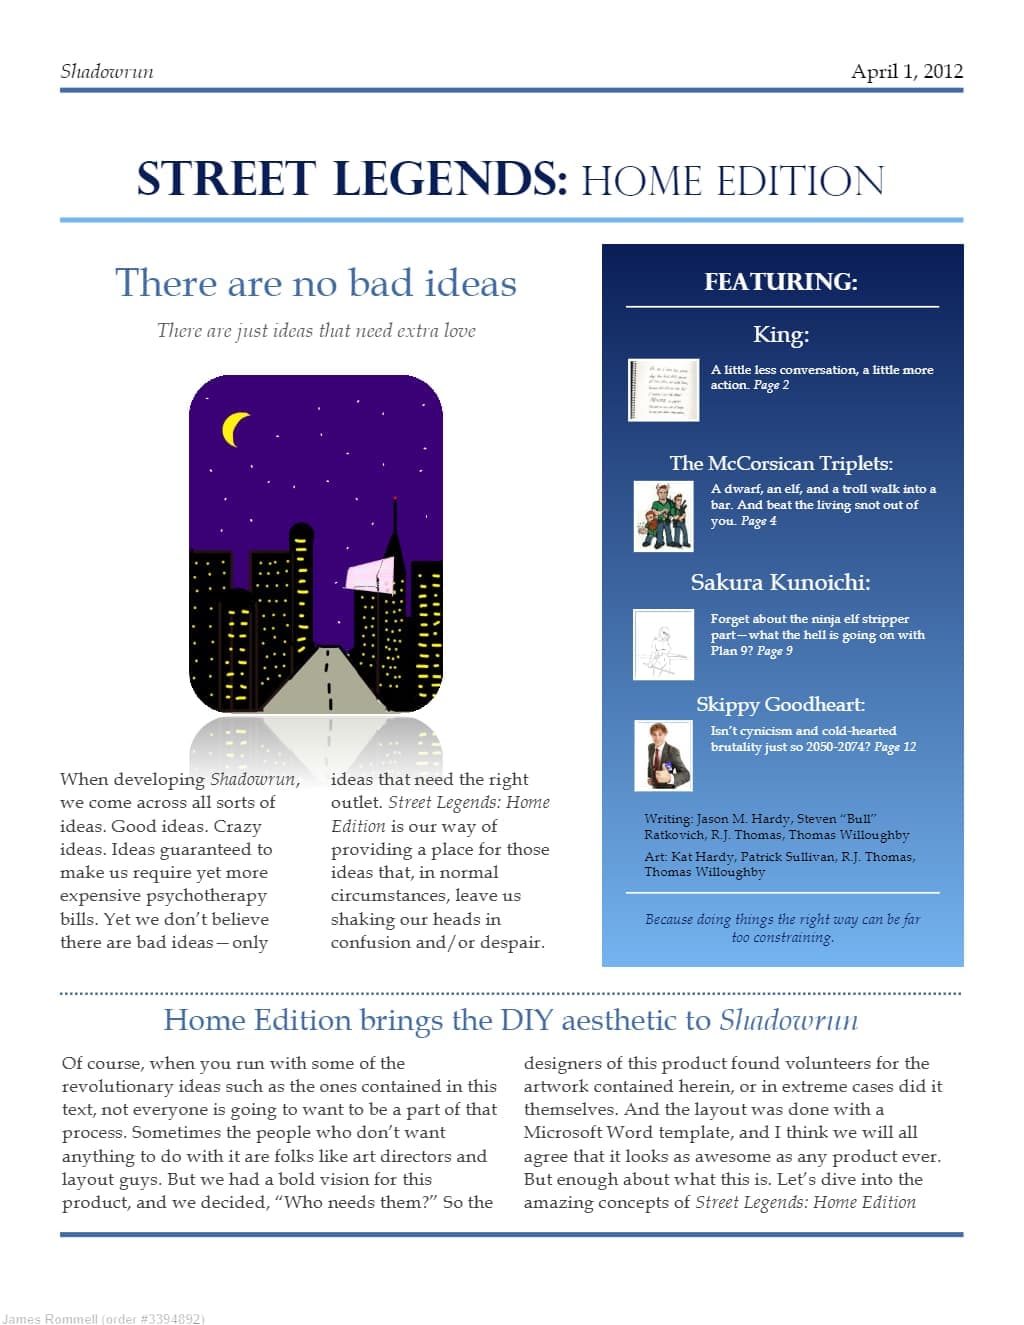 Shadowrun
April 1, 2012
STREET LEGENDS: HOME EDITION
There are no bad ideas
There are just ideas that need extra love
When developing Shadowrun,
we come across all sorts of
ideas. Good ideas. Crazy
ideas. Ideas guaranteed to
make us require yet more
expensive psychotherapy
bills. Yet we don’t believe
there are bad ideas—only
ideas that need the right
outlet. Street Legends: Home
Edition is our way of
providing a place for those
ideas that, in normal
circumstances, leave us
shaking our heads in
confusion and/or despair.
FEATURING:
King:
A little less conversation, a little more
action. Page 2
The McCorsican Triplets:
A dwarf, an elf, and a troll walk into a
bar. And beat the living snot out of
you. Page 4
Sakura Kunoichi:
Forget about the ninja elf stripper
part—what the hell is going on with
Plan 9? Page 9
Skippy Goodheart:
Isn’t cynicism and cold-hearted
brutality just so 2050-2074? Page 12
Writing: Jason M. Hardy, Steven “Bull”
Ratkovich, R.J. Thomas, Thomas Willoughby
Art: Kat Hardy, Patrick Sullivan, R.J. Thomas,
Thomas Willoughby
Because doing things the right way can be far
too constraining.
Home Edition brings the DIY aesthetic to Shadowrun
Of course, when you run with some of the
revolutionary ideas such as the ones contained in this
text, not everyone is going to want to be a part of that
process. Sometimes the people who don’t want
anything to do with it are folks like art directors and
layout guys. But we had a bold vision for this
product, and we decided, “Who needs them?” So the
designers of this product found volunteers for the
artwork contained herein, or in extreme cases did it
themselves. And the layout was done with a
Microsoft Word template, and I think we will all
agree that it looks as awesome as any product ever.
But enough about what this is. Let’s dive into the
amazing concepts of Street Legends: Home Edition
James Rommell (order #3394892)